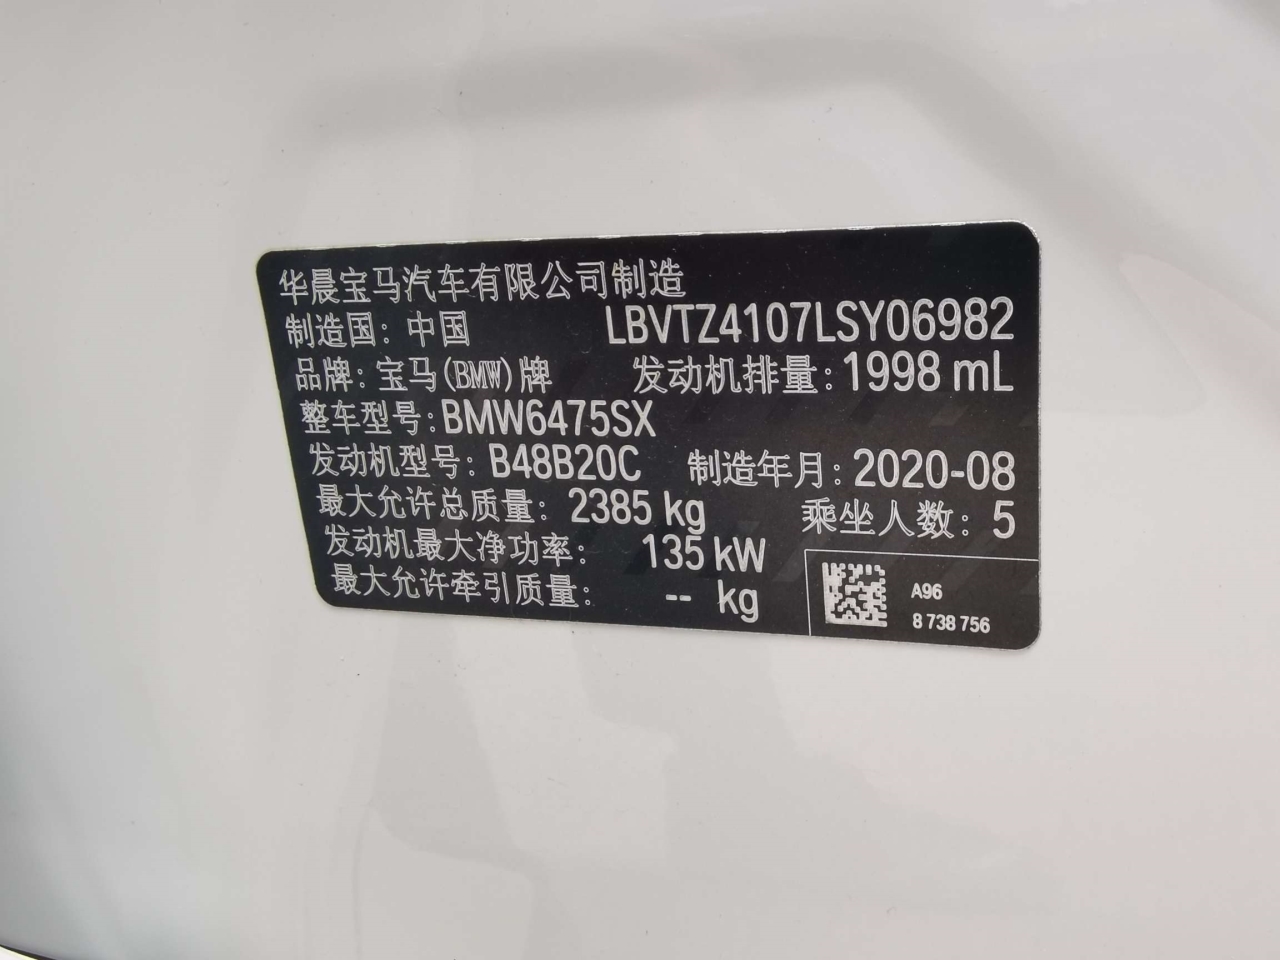 华晨宝马汽车有限公司制造
制造国：中国 LBVTZ4107LSY06982
品牌：宝马(BMW)牌 发动机排量：1998 mL
整车型号：BMW6475SX
发动机型号：B48B20C 制造年月：2020-08
最大允许总质量：2385 kg 乘坐人数：5
发动机最大净功率：135 kW
最大允许牵引质量：-- kg
A96
8 738 756